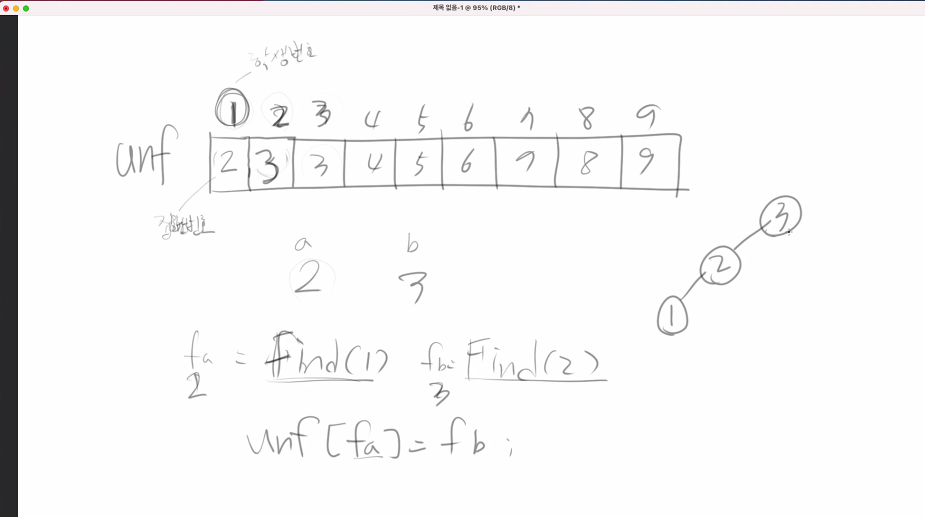 제목 없음-1 @ 95% (RGB/8) *
학생번호
1 2 3 4 5 6 7 8 9
unf 2 3 3 4 5 6 7 8 9
집합번호
a b
2 3
3
2
1
fa = Find(1) fb= Find(2)
2 3
unf[fa]=fb;